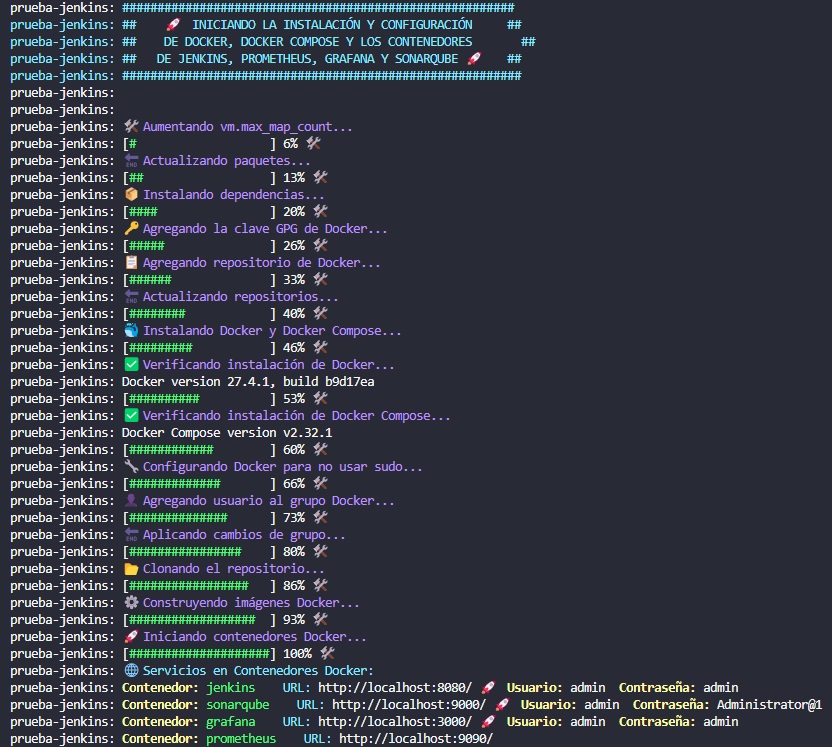 prueba-jenkins: ########################################################
prueba-jenkins: ##    🚀 INICIANDO LA INSTALACIÓN Y CONFIGURACIÓN     ##
prueba-jenkins: ##    DE DOCKER, DOCKER COMPOSE Y LOS CONTENEDORES       ##
prueba-jenkins: ##   DE JENKINS, PROMETHEUS, GRAFANA Y SONARQUBE 🚀    ##
prueba-jenkins: #########################################################
prueba-jenkins:
prueba-jenkins:
prueba-jenkins: 🛠 Aumentando vm.max_map_count...
prueba-jenkins: [#                   ] 6% 🛠
prueba-jenkins: 🔚 Actualizando paquetes...
prueba-jenkins: [##                  ] 13% 🛠
prueba-jenkins: 📦 Instalando dependencias...
prueba-jenkins: [####                ] 20% 🛠
prueba-jenkins: 🔑 Agregando la clave GPG de Docker...
prueba-jenkins: [#####               ] 26% 🛠
prueba-jenkins: 📋 Agregando repositorio de Docker...
prueba-jenkins: [######              ] 33% 🛠
prueba-jenkins: 🔚 Actualizando repositorios...
prueba-jenkins: [########            ] 40% 🛠
prueba-jenkins: 🐳 Instalando Docker y Docker Compose...
prueba-jenkins: [#########           ] 46% 🛠
prueba-jenkins: ✅ Verificando instalación de Docker...
prueba-jenkins: Docker version 27.4.1, build b9d17ea
prueba-jenkins: [##########          ] 53% 🛠
prueba-jenkins: ✅ Verificando instalación de Docker Compose...
prueba-jenkins: Docker Compose version v2.32.1
prueba-jenkins: [############        ] 60% 🛠
prueba-jenkins: 🔧 Configurando Docker para no usar sudo...
prueba-jenkins: [#############       ] 66% 🛠
prueba-jenkins: 👤 Agregando usuario al grupo Docker...
prueba-jenkins: [##############      ] 73% 🛠
prueba-jenkins: 🔚 Aplicando cambios de grupo...
prueba-jenkins: [################    ] 80% 🛠
prueba-jenkins: 📂 Clonando el repositorio...
prueba-jenkins: [#################   ] 86% 🛠
prueba-jenkins: ⚙ Construyendo imágenes Docker...
prueba-jenkins: [##################  ] 93% 🛠
prueba-jenkins: 🚀 Iniciando contenedores Docker...
prueba-jenkins: [####################] 100% 🛠
prueba-jenkins: 🌐 Servicios en Contenedores Docker:
prueba-jenkins: Contenedor: jenkins    URL: http://localhost:8080/ 🚀 Usuario: admin  Contraseña: admin
prueba-jenkins: Contenedor: sonarqube    URL: http://localhost:9000/ 🚀 Usuario: admin  Contraseña: Administrator@1
prueba-jenkins: Contenedor: grafana    URL: http://localhost:3000/ 🚀 Usuario: admin  Contraseña: admin
prueba-jenkins: Contenedor: prometheus    URL: http://localhost:9090/